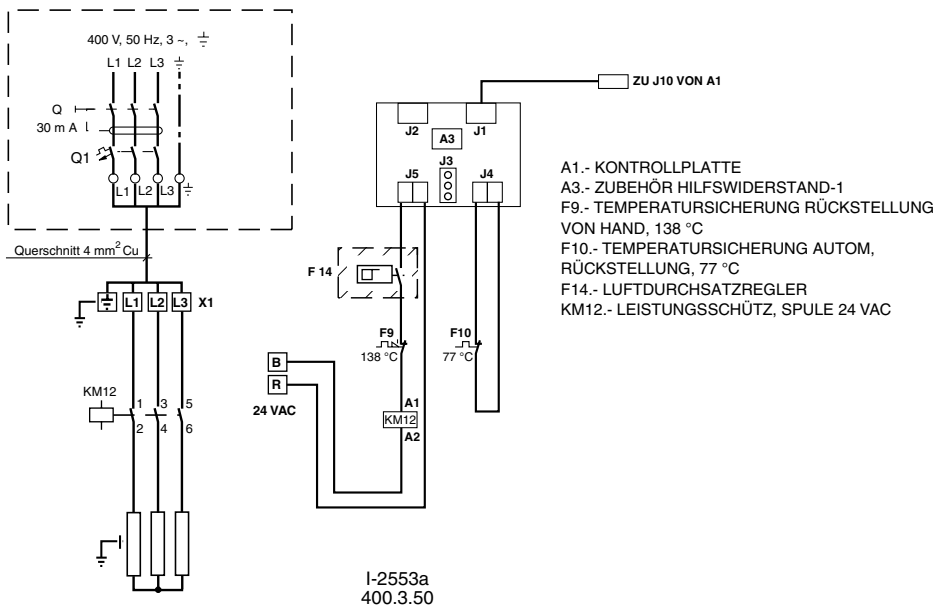 400 V, 50 Hz, 3 ~,
L1 L2 L3
Q
30 m A
Q1
L1 L2 L3
Querschnitt 4 mm² Cu
L1 L2 L3 X1
KM12
1 3 5
2 4 6
ZU J10 VON A1
J2 J1
A3
J3
J5 J4
F 14
F9
138 °C
F10
77 °C
B
R
24 VAC
A1
KM12
A2
A1.- KONTROLLPLATTE
A3.- ZUBEHÖR HILFSWIDERSTAND-1
F9.- TEMPERATURSICHERUNG RÜCKSTELLUNG
VON HAND, 138 °C
F10.- TEMPERATURSICHERUNG AUTOM,
RÜCKSTELLUNG, 77 °C
F14.- LUFTDURCHSATZREGLER
KM12.- LEISTUNGSSCHÜTZ, SPULE 24 VAC
I-2553a
400.3.50